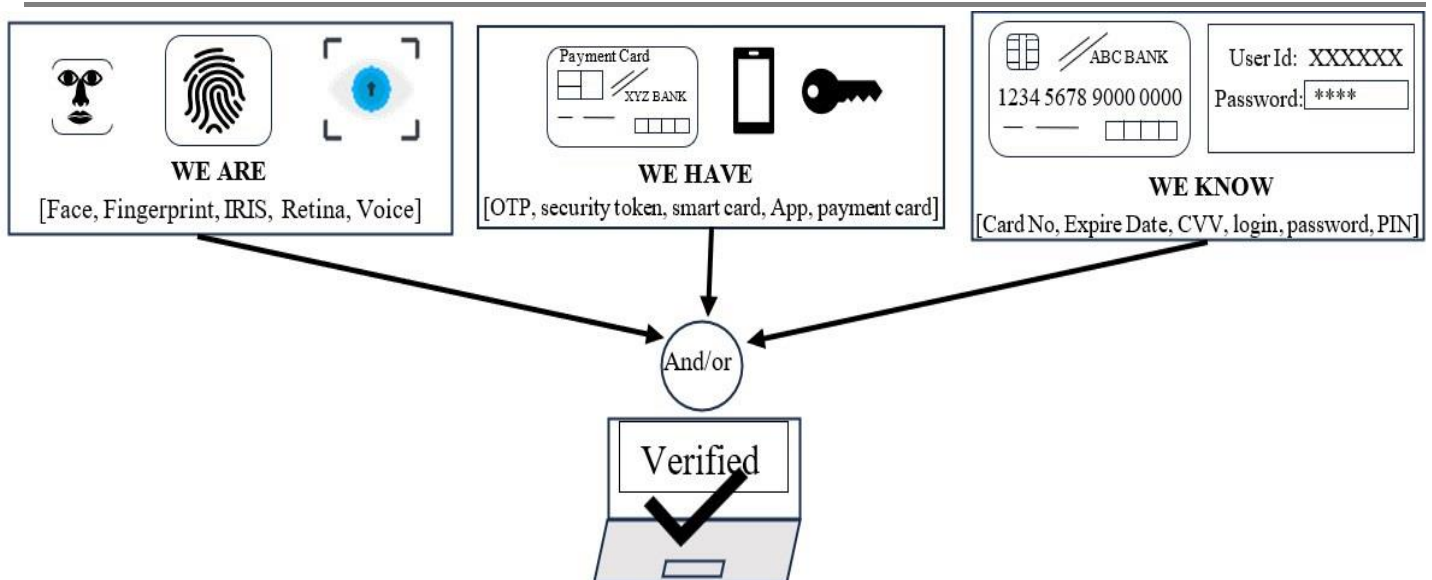 WE ARE
[Face, Fingerprint, IRIS, Retina, Voice]
Payment Card
XYZ BANK
WE HAVE
[OTP, security token, smart card, App, payment card]
ABC BANK
1234 5678 9000 0000
User Id: XXXXXX
Password: ****
WE KNOW
[Card No, Expire Date, CVV, login, password, PIN]
And/or
Verified